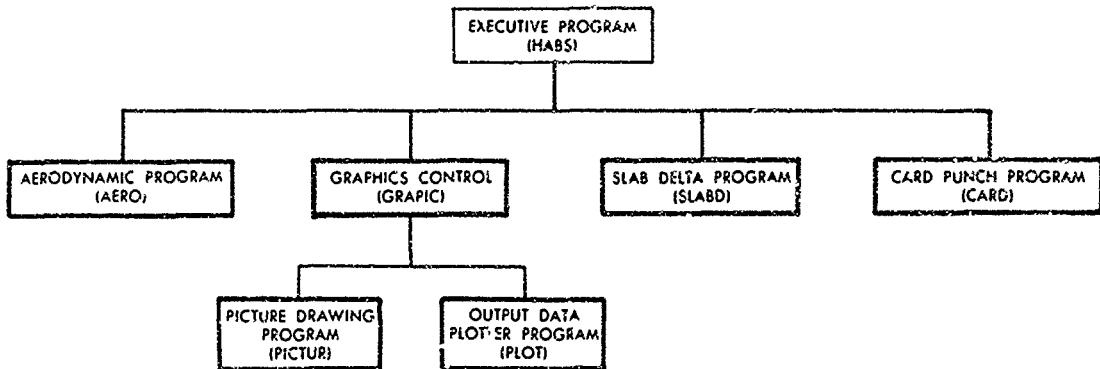 EXECUTIVE PROGRAM
(HABS)
AERODYNAMIC PROGRAM
(AERO)
GRAPHICS CONTROL
(GRAPIC)
SLAB DELTA PROGRAM
(SLABD)
CARD PUNCH PROGRAM
(CARD)
PICTURE DRAWING
PROGRAM
(PICTUR)
OUTPUT DATA
PLOTTER PROGRAM
(PLOT)